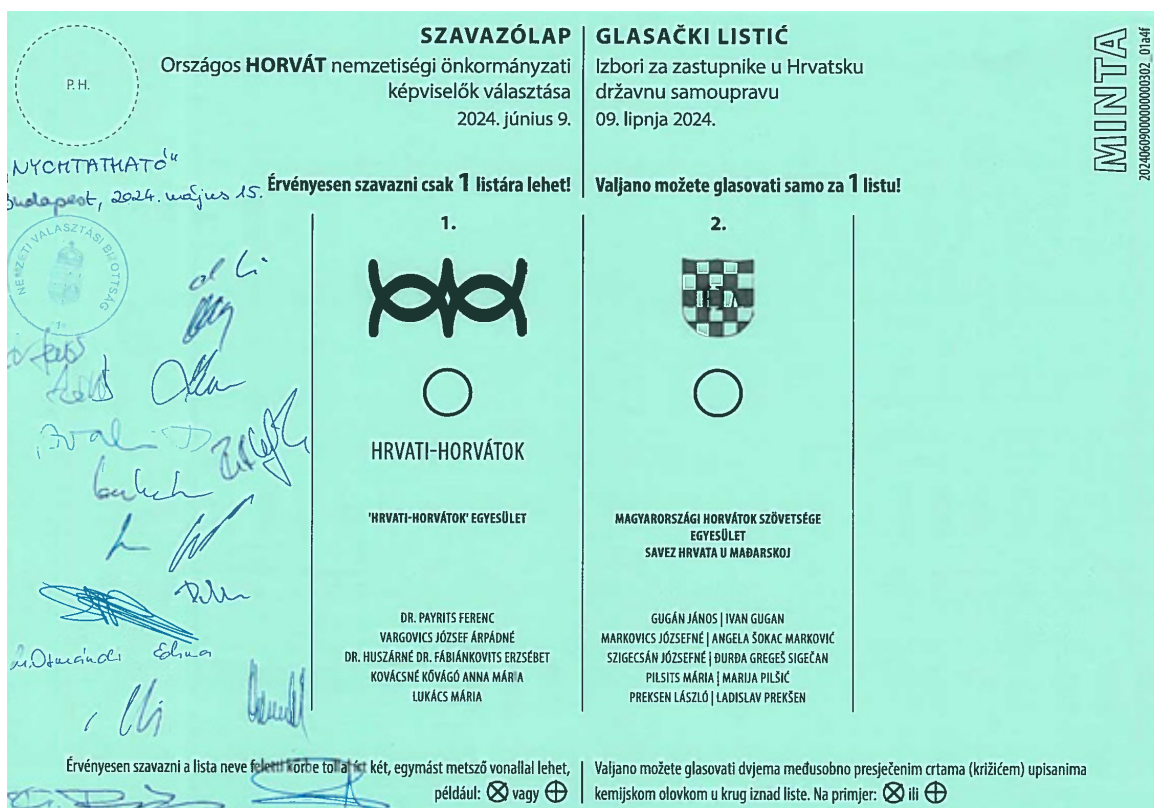 P. H.
SZAVAZÓLAP
Országos HORVÁT nemzetiségi önkormányzati
képviselők választása
2024. június 9.
GLASAČKI LISTIĆ
Izbori za zastupnike u Hrvatsku
državnu samoupravu
09. lipnja 2024.
MINTA
20240609000000000302_01a4f
"NYOMTATHATÓ"
Budapest, 2024. május 15.
Érvényesen szavazni csak 1 listára lehet!
Valjano možete glasovati samo za 1 listu!
NEMZETI VALASZTÁSI BIZOTTSÁG
1.
HRVATI-HORVÁTOK
'HRVATI-HORVÁTOK' EGYESÜLET
DR. PAYRITS FERENC
VARGOVICS JÓZSEF ÁRPÁDNÉ
DR. HUSZÁRNÉ DR. FÁBIÁNKOVITS ERZSÉBET
KOVÁCSNÉ KŐVÁGÓ ANNA MÁRIA
LUKÁCS MÁRIA
2.
MAGYARORSZÁGI HORVÁTOK SZÖVETSÉGE
EGYESÜLET
SAVEZ HRVATA U MAĐARSKOJ
GUGÁN JÁNOS | IVAN GUGAN
MARKOVICS JÓZSEFNÉ | ANGELA ŠOKAC MARKOVIĆ
SZIGECSÁN JÓZSEFNÉ | ĐURĐA GREGEŠ SIGEČAN
PILSITS MÁRIA | MARIJA PILŠIĆ
PREKSEN LÁSZLÓ | LADISLAV PREKŠEN
Érvényesen szavazni a lista neve feletti körbe tollal írt két, egymást metsző vonallal lehet,
például: ⊗ vagy ⊕
Valjano možete glasovati dvjema međusobno presječenim crtama (križićem) upisanima
kemijskom olovkom u krug iznad liste. Na primjer: ⊗ ili ⊕